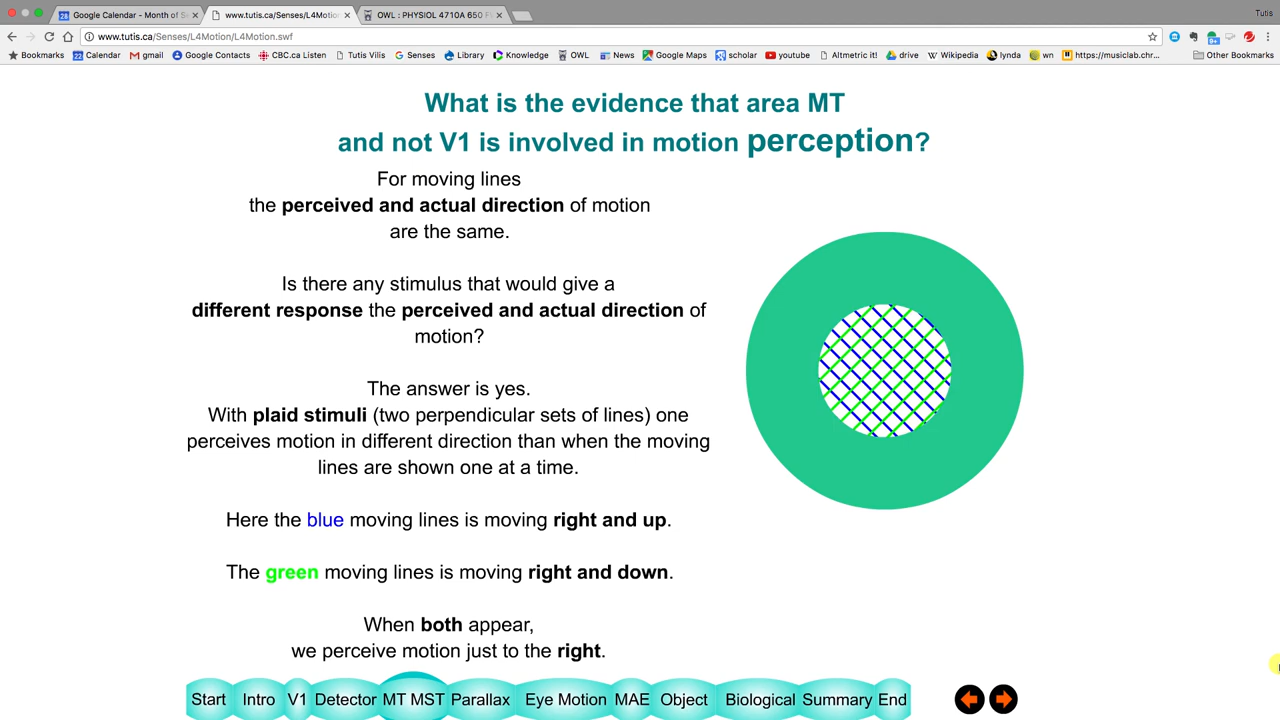 Google Calendar - Month of S
www.tutis.ca/Senses/L4Motio
OWL : PHYSIOL 4710A 650 F
Tutis
www.tutis.ca/Senses/L4Motion/L4Motion.swf
Bookmarks Calendar gmail Google Contacts CBC.ca Listen Tutis Vilis Senses Library Knowledge OWL News Google Maps scholar youtube Altmetric it! drive Wikipedia lynda wn https://musiclab.chr... Other Bookmarks
What is the evidence that area MT
and not V1 is involved in motion perception?
For moving lines
the perceived and actual direction of motion
are the same.
Is there any stimulus that would give a
different response the perceived and actual direction of
motion?
The answer is yes.
With plaid stimuli (two perpendicular sets of lines) one
perceives motion in different direction than when the moving
lines are shown one at a time.
Here the blue moving lines is moving right and up.
The green moving lines is moving right and down.
When both appear,
we perceive motion just to the right.
Start Intro V1 Detector MT MST Parallax Eye Motion MAE Object Biological Summary End